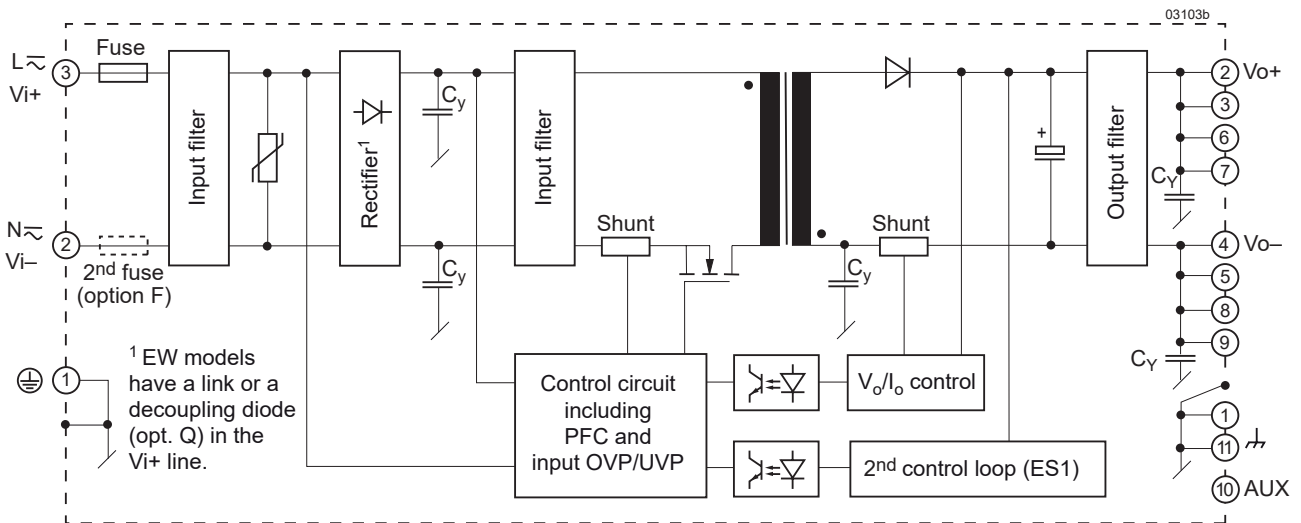 03103b
L
Fuse
3
Vi+
Input filter
Rectifier1
Cy
Input filter
+
Output filter
2 Vo+
3
6
7
CY
N
2
Vi–
2nd fuse
(option F)
Cy
Shunt
Cy
Shunt
4 Vo–
5
8
9
CY
1
1 EW models
have a link or a
decoupling diode
(opt. Q) in the
Vi+ line.
Control circuit
including
PFC and
input OVP/UVP
Vo/Io control
2nd control loop (ES1)
1
11
10 AUX